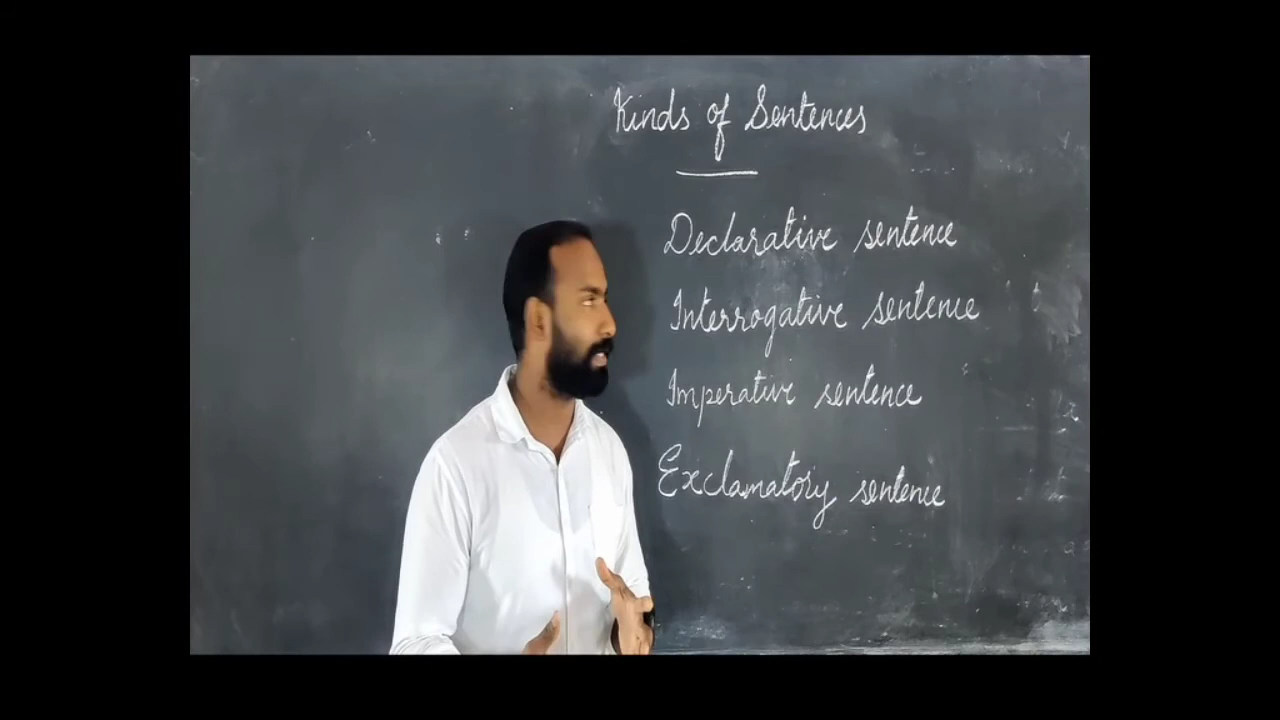 Kinds of Sentences
Declarative sentence
Interrogative sentence
Imperative sentence
Exclamatory sentence